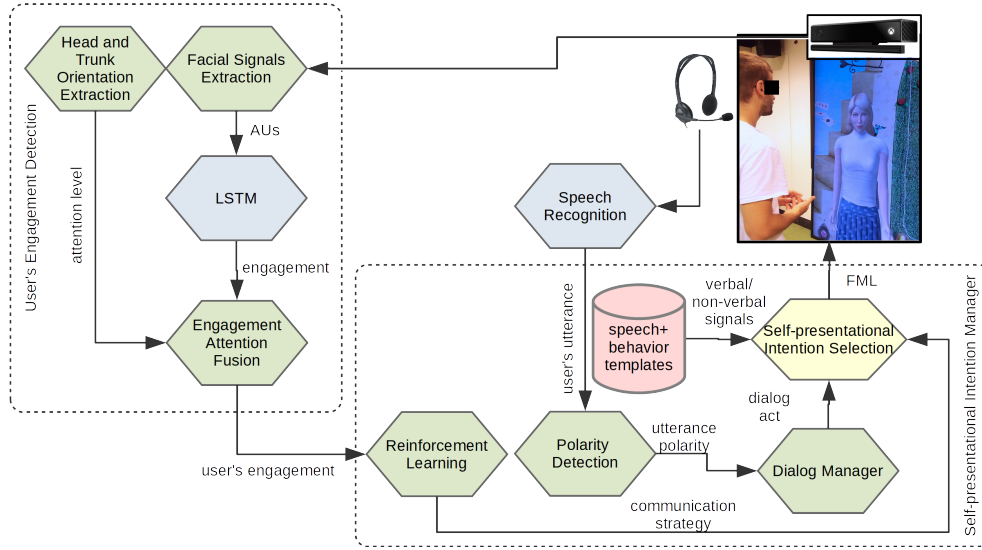 Head and
Trunk
Orientation
Extraction
Facial Signals
Extraction
AUs
LSTM
attention level
User's Engagement Detection
engagement
Engagement
Attention
Fusion
user's engagement
Speech
Recognition
user's utterance
speech+
behavior
templates
verbal/
non-verbal
signals
FML
Self-presentational
Intention Selection
Self-presentational Intention Manager
dialog
act
Reinforcement
Learning
Polarity
Detection
utterance
polarity
Dialog Manager
communication
strategy